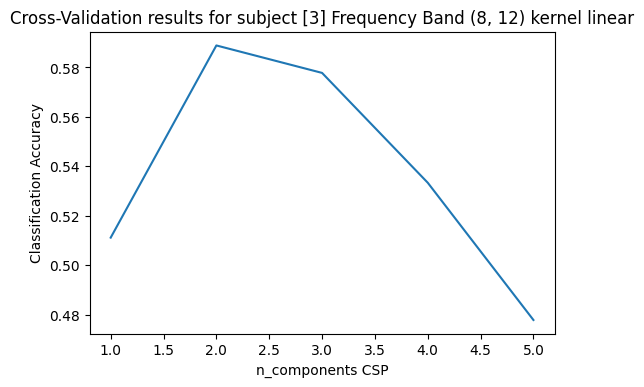 Cross-Validation results for subject [3] Frequency Band (8, 12) kernel linear
Classification Accuracy
0.58
0.56
0.54
0.52
0.50
0.48
1.0 1.5 2.0 2.5 3.0 3.5 4.0 4.5 5.0
n_components CSP